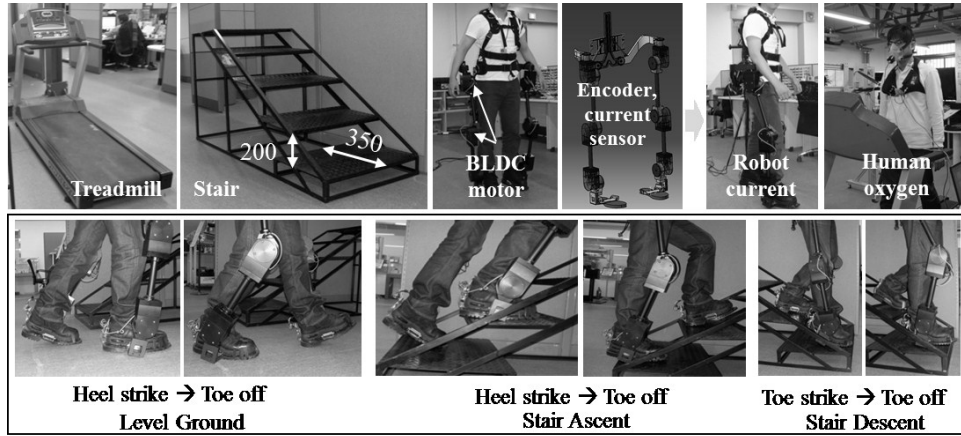 Treadmill
Stair
200
350
BLDC
motor
Encoder,
current
sensor
Robot
current
Human
oxygen
Heel strike → Toe off
Level Ground
Heel strike → Toe off
Stair Ascent
Toe strike → Toe off
Stair Descent